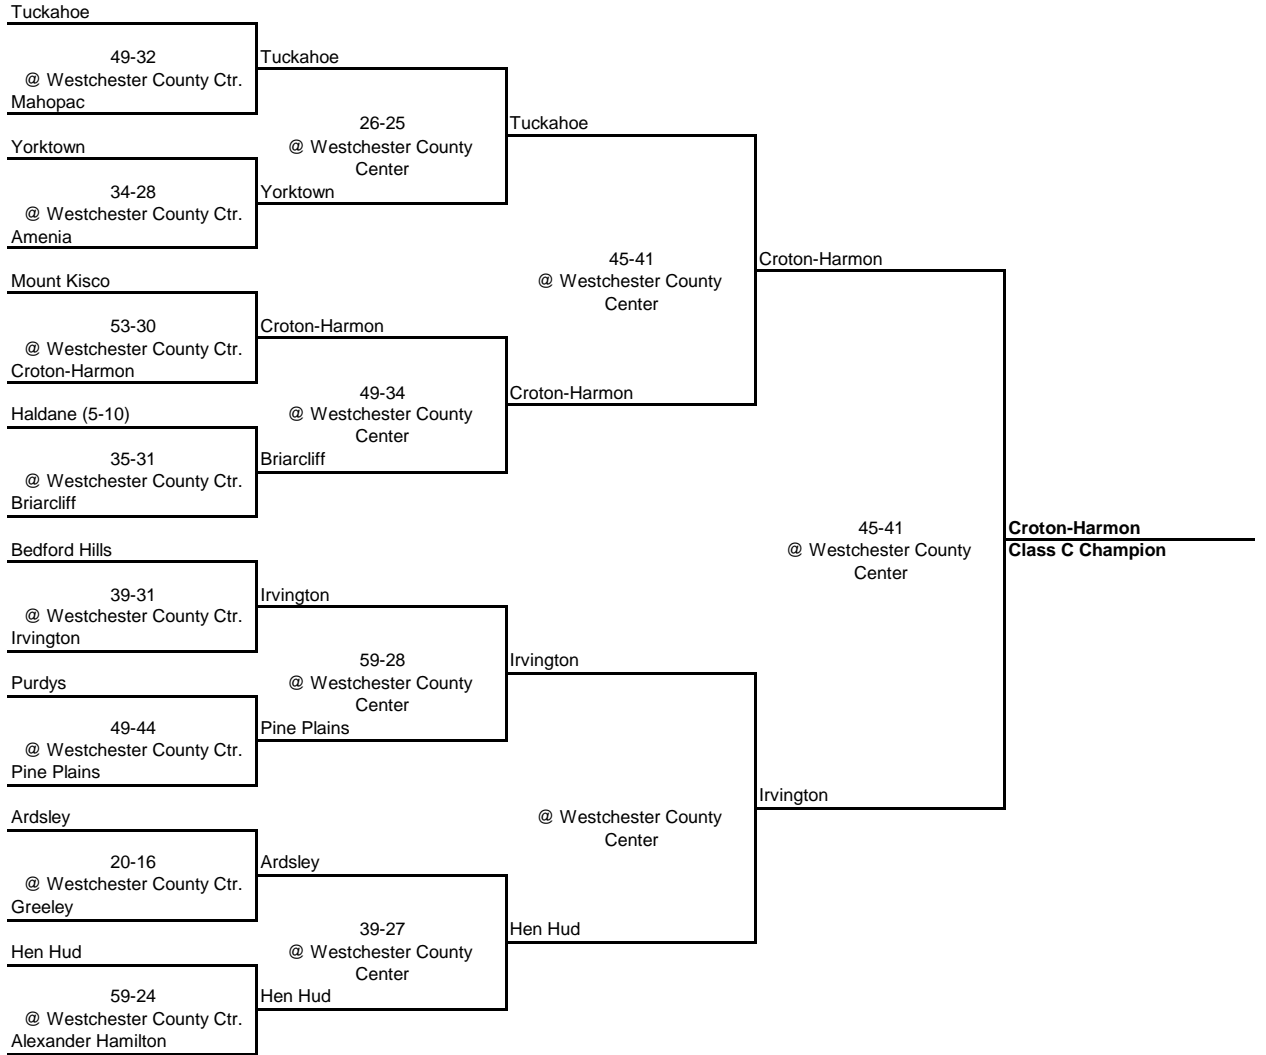 Tuckahoe
49-32
@ Westchester County Ctr.
Mahopac
Yorktown
34-28
@ Westchester County Ctr.
Amenia
Mount Kisco
53-30
@ Westchester County Ctr.
Croton-Harmon
Haldane (5-10)
35-31
@ Westchester County Ctr.
Briarcliff
Bedford Hills
39-31
@ Westchester County Ctr.
Irvington
Purdys
49-44
@ Westchester County Ctr.
Pine Plains
Ardsley
20-16
@ Westchester County Ctr.
Greeley
Hen Hud
59-24
@ Westchester County Ctr.
Alexander Hamilton
Tuckahoe
26-25
@ Westchester County
Center
Yorktown
Croton-Harmon
49-34
@ Westchester County
Center
Briarcliff
Irvington
59-28
@ Westchester County
Center
Pine Plains
Ardsley
39-27
@ Westchester County
Center
Hen Hud
Tuckahoe
45-41
@ Westchester County
Center
Croton-Harmon
Irvington
@ Westchester County
Center
Hen Hud
Croton-Harmon
45-41
@ Westchester County
Center
Irvington
Croton-Harmon
Class C Champion